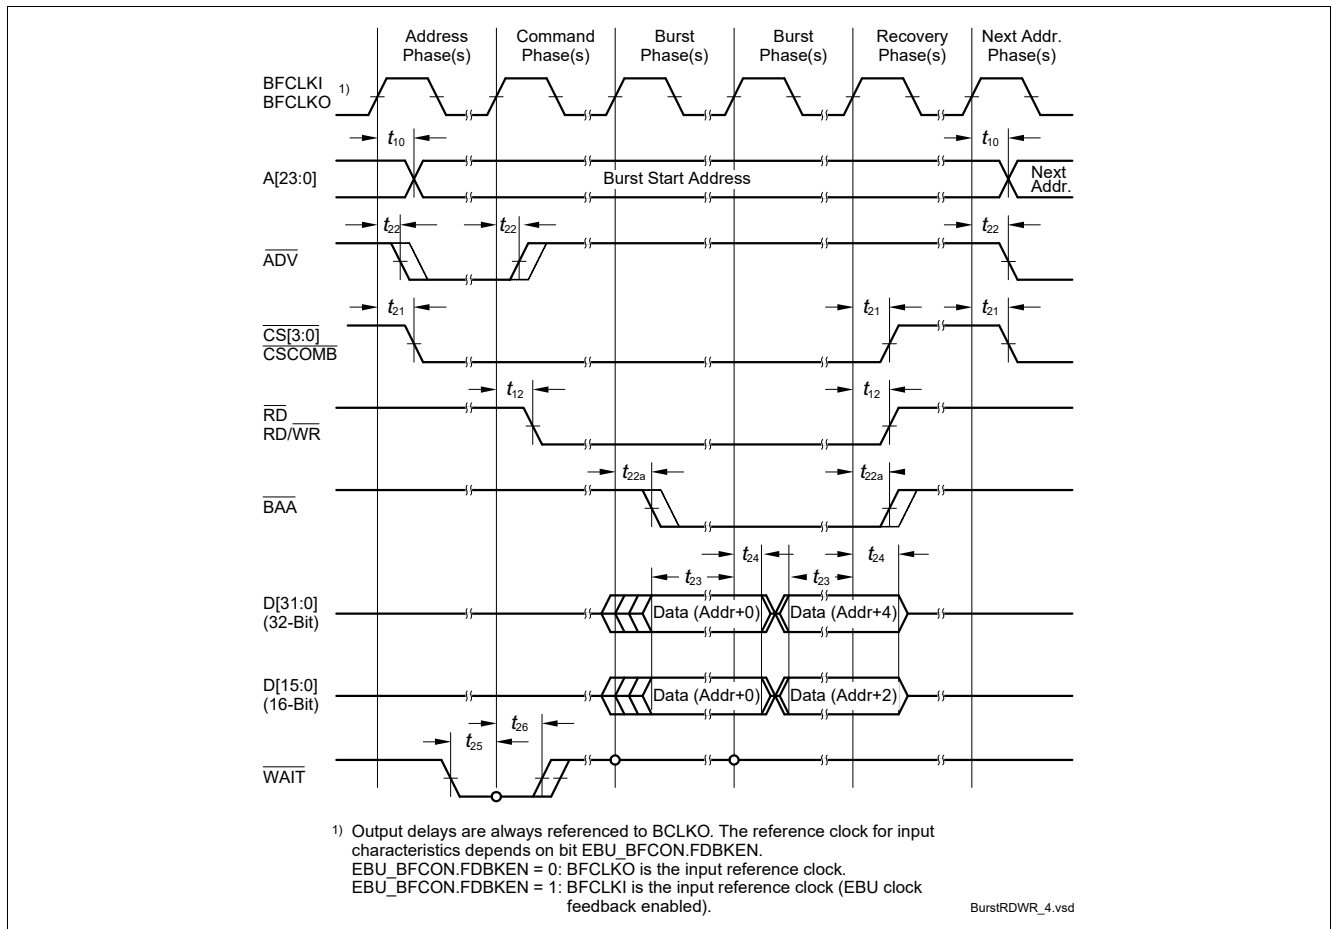 Address Phase(s) Command Phase(s) Burst Phase(s) Burst Phase(s) Recovery Phase(s) Next Addr. Phase(s)
BFCLKI
BFCLKO 1)
t10 t10
A[23:0] Burst Start Address Next Addr.
t22 t22 t22
ADV
t21 t21 t21
CS[3:0]
CSCOMB
t12 t12
RD
RD/WR
t22a t22a
BAA
t24 t24
t23 t23
D[31:0]
(32-Bit) Data (Addr+0) Data (Addr+4)
D[15:0]
(16-Bit) Data (Addr+0) Data (Addr+2)
t26
t25
WAIT
1) Output delays are always referenced to BCLKO. The reference clock for input
characteristics depends on bit EBU_BFCON.FDBKEN.
EBU_BFCON.FDBKEN = 0: BFCLKO is the input reference clock.
EBU_BFCON.FDBKEN = 1: BFCLKI is the input reference clock (EBU clock
feedback enabled).
BurstRDWR_4.vsd